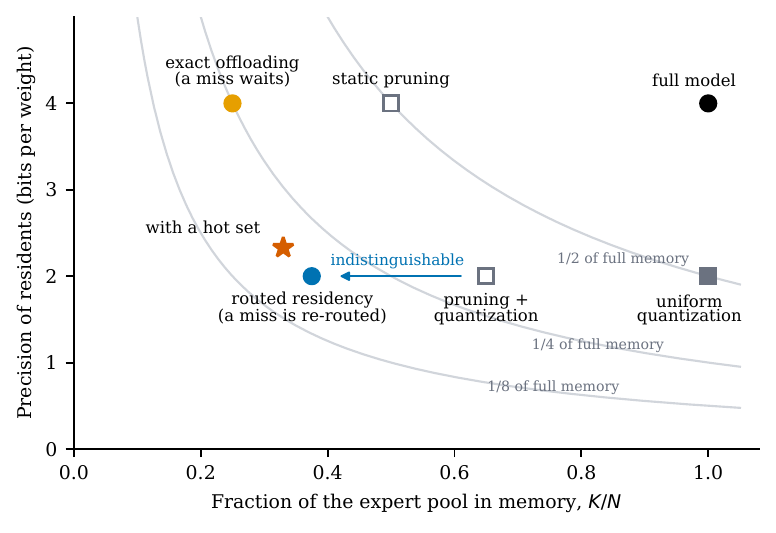 exact offloading
(a miss waits)
static pruning
full model
with a hot set
indistinguishable
1/2 of full memory
routed residency
(a miss is re-routed)
pruning +
quantization
uniform
quantization
1/4 of full memory
1/8 of full memory
Precision of residents (bits per weight)
4
3
2
1
0
0.0
0.2
0.4
0.6
0.8
1.0
Fraction of the expert pool in memory, K/N